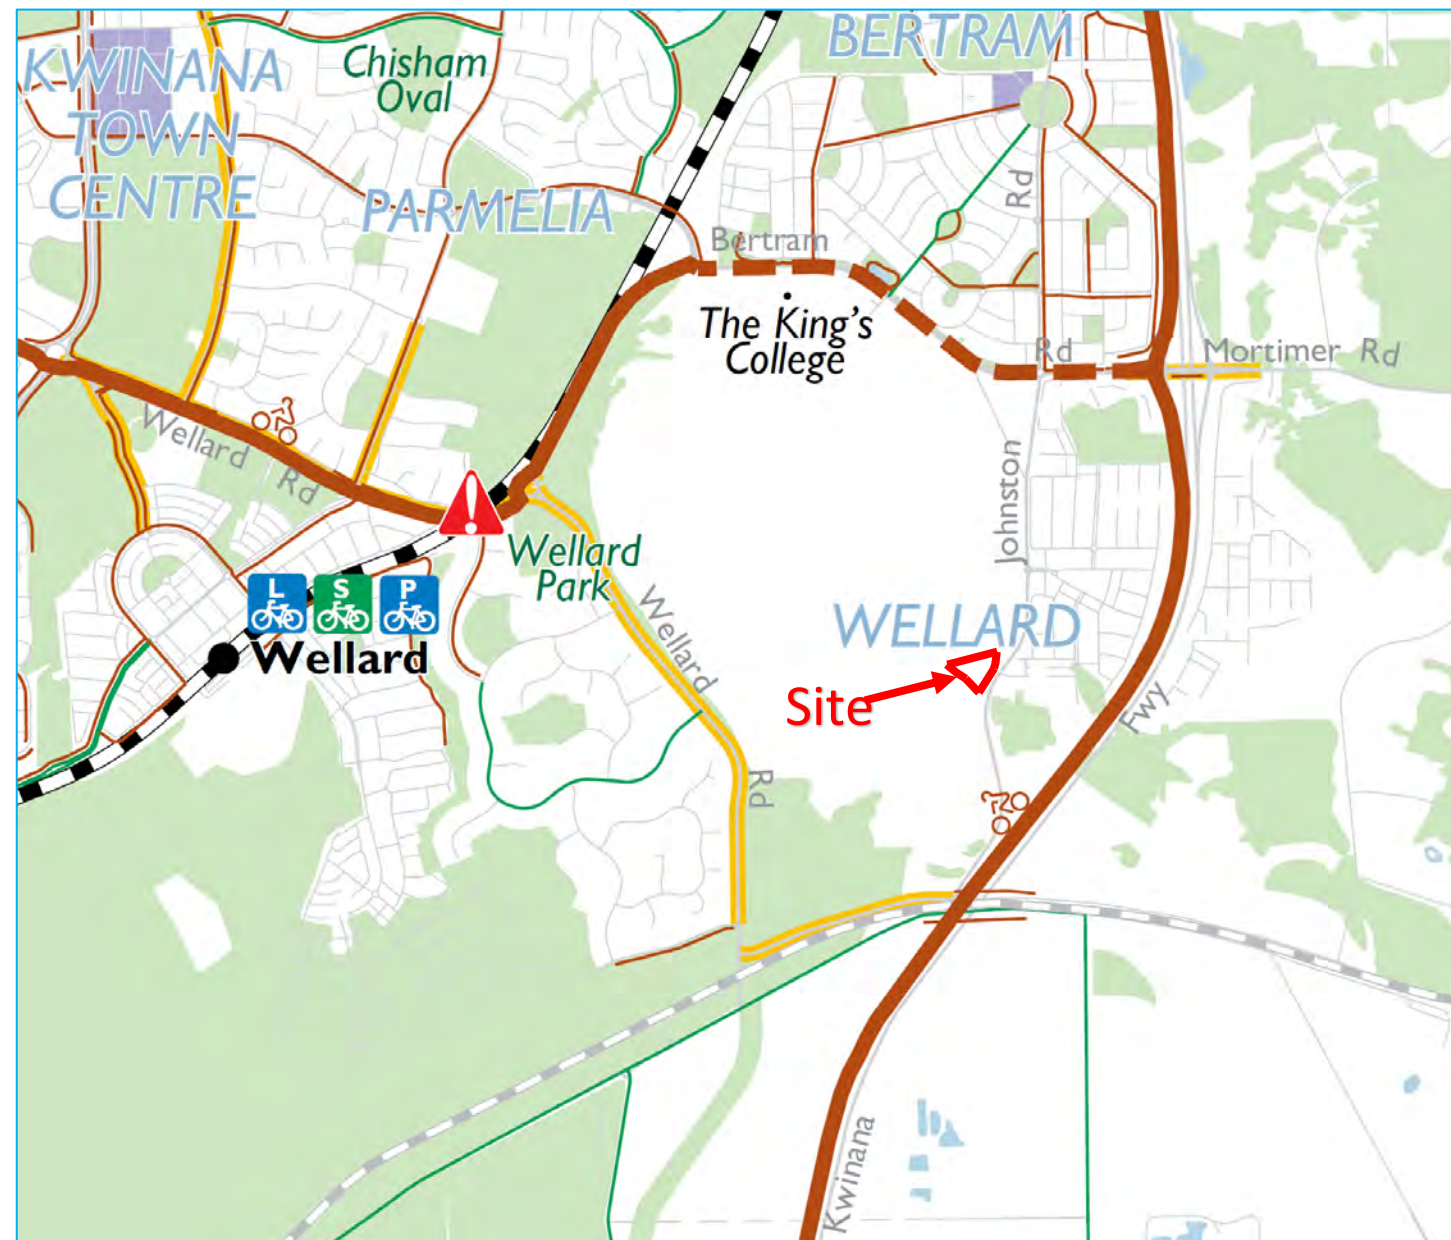 BERTRAM
KWINANA
TOWN
CENTRE
Chisham
Oval
PARMELIA
Rd
Bertram
The King's
College
Rd
Mortimer Rd
Wellard Rd
Johnston
Wellard
Park
L
S
P
Wellard
Wellard
WELLARD
Site
Fwy
Rd
Kwinana